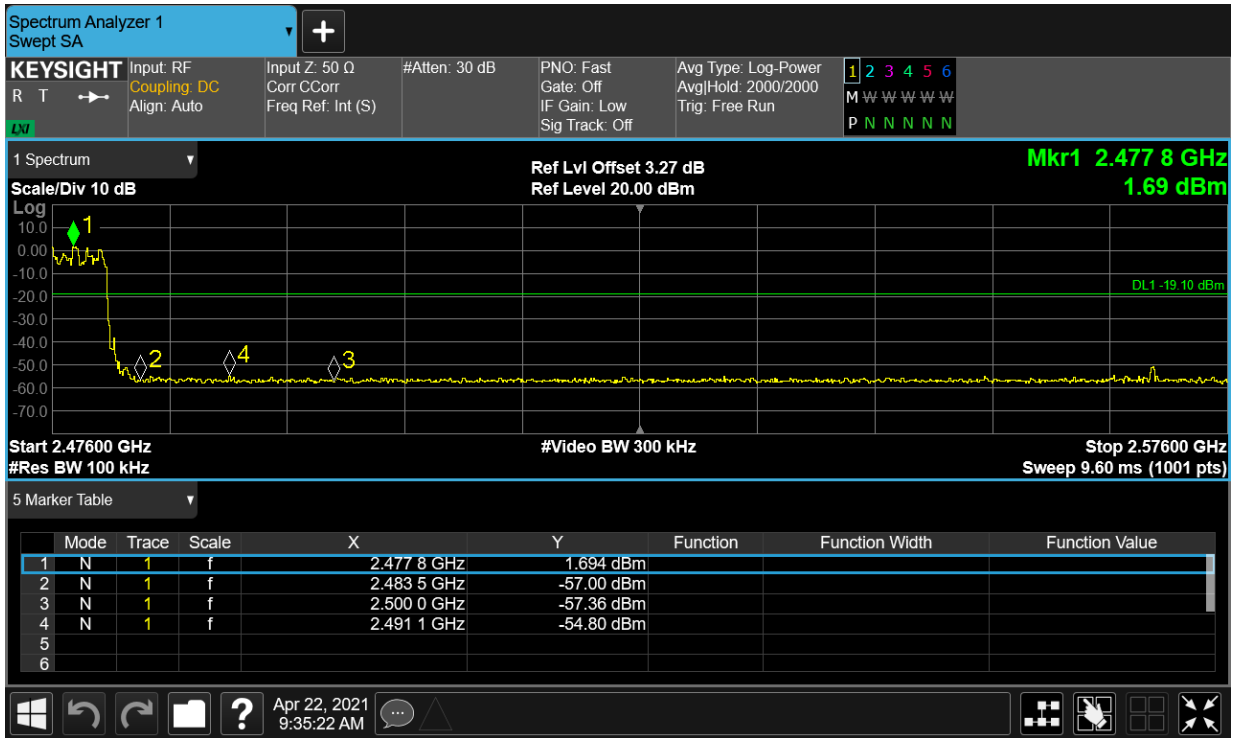 Spectrum Analyzer 1
Swept SA
+
KEYSIGHT
R T
LXI
Input: RF
Coupling: DC
Align: Auto
Input Z: 50 Ω
Corr CCorr
Freq Ref: Int (S)
#Atten: 30 dB
PNO: Fast
Gate: Off
IF Gain: Low
Sig Track: Off
Avg Type: Log-Power
Avg|Hold: 2000/2000
Trig: Free Run
1 2 3 4 5 6
M W W W W W
P N N N N N
1 Spectrum
Scale/Div 10 dB
Ref Lvl Offset 3.27 dB
Ref Level 20.00 dBm
Mkr1 2.477 8 GHz
1.69 dBm
Log
10.0
0.00
-10.0
-20.0
-30.0
-40.0
-50.0
-60.0
-70.0
1
2
4
3
DL1 -19.10 dBm
Start 2.47600 GHz
#Res BW 100 kHz
#Video BW 300 kHz
Stop 2.57600 GHz
Sweep 9.60 ms (1001 pts)
5 Marker Table
Mode Trace Scale X Y Function Function Width Function Value
1 N 1 f 2.477 8 GHz 1.694 dBm
2 N 1 f 2.483 5 GHz -57.00 dBm
3 N 1 f 2.500 0 GHz -57.36 dBm
4 N 1 f 2.491 1 GHz -54.80 dBm
5
6
?
Apr 22, 2021
9:35:22 AM